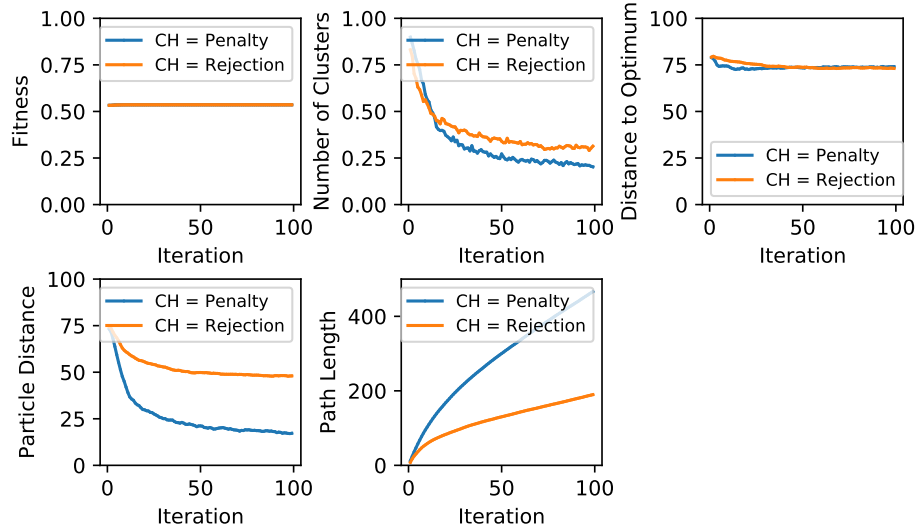 Fitness
1.00
0.75
0.50
0.25
0.00
CH = Penalty
CH = Rejection
0
50
100
Iteration
Number of Clusters
1.00
0.75
0.50
0.25
0.00
CH = Penalty
CH = Rejection
0
50
100
Iteration
Distance to Optimum
100
75
50
25
0
CH = Penalty
CH = Rejection
0
50
100
Iteration
Particle Distance
100
75
50
25
0
CH = Penalty
CH = Rejection
0
50
100
Iteration
Path Length
400
200
0
CH = Penalty
CH = Rejection
0
50
100
Iteration